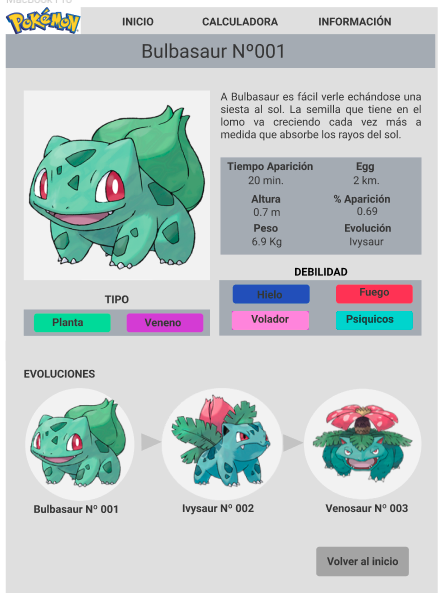 MacBook Pro
Pokémon
INICIO CALCULADORA INFORMACIÓN
Bulbasaur Nº001
A Bulbasaur es fácil verle echándose una
siesta al sol. La semilla que tiene en el
lomo va creciendo cada vez más a
medida que absorbe los rayos del sol.
Tiempo Aparición Egg
20 min. 2 km.
Altura % Aparición
0.7 m 0.69
Peso Evolución
6.9 Kg Ivysaur
DEBILIDAD
Hielo Fuego
Volador Psiquicos
TIPO
Planta Veneno
EVOLUCIONES
Bulbasaur Nº 001 Ivysaur Nº 002 Venosaur Nº 003
Volver al inicio